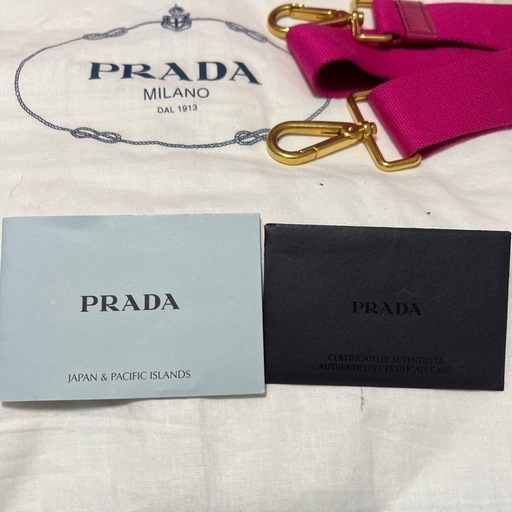 PRADA
MILANO
DAL 1913
PRADA
JAPAN & PACIFIC ISLANDS
PRADA
CERTIFICATO DI AUTENTICITÀ
AUTHENTICITY CERTIFICATE CARD